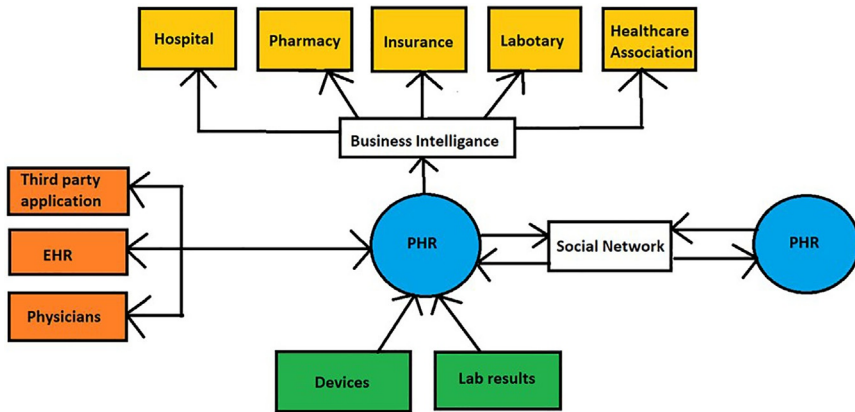 Hospital
Pharmacy
Insurance
Labotary
Healthcare
Association
Business Intelligance
Third party
application
EHR
Physicians
PHR
Social Network
PHR
Devices
Lab results